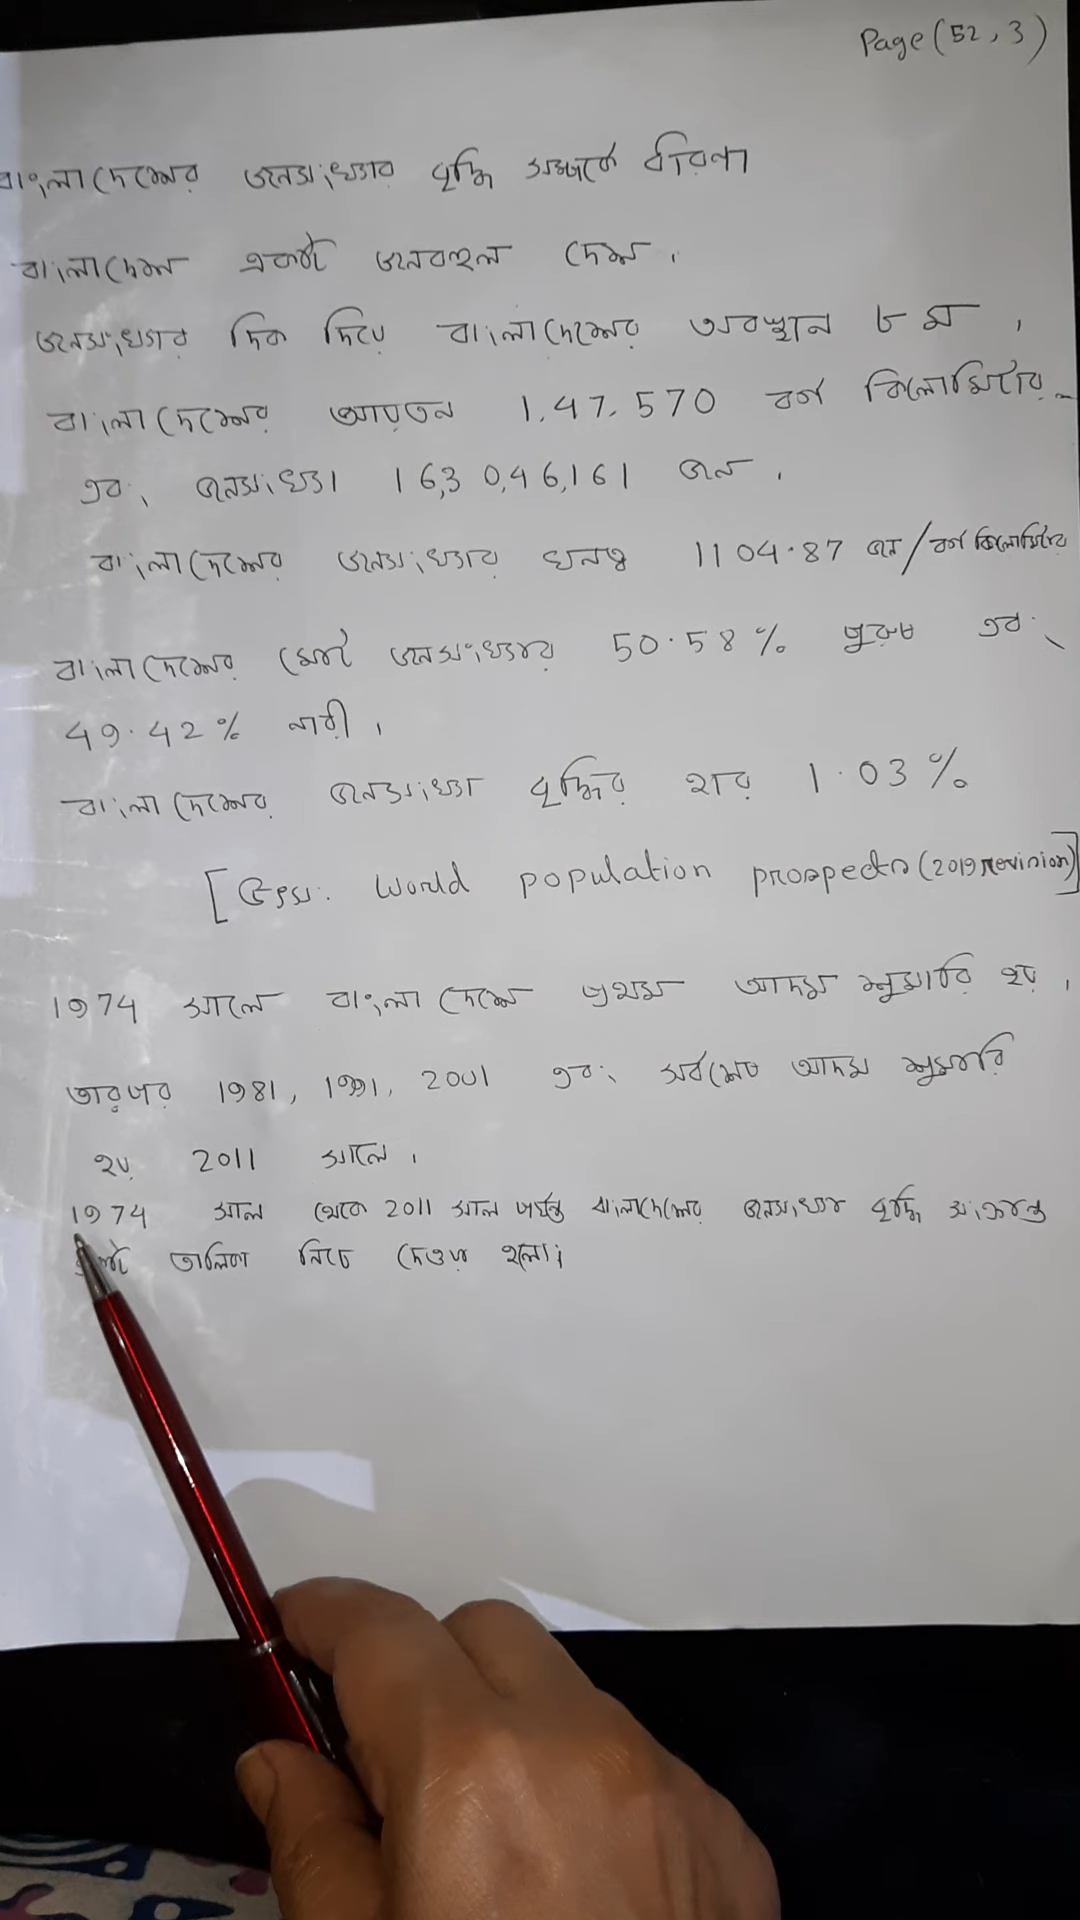 Page (52, 3)
বাংলাদেশের জনসংখ্যার বৃদ্ধি সম্পর্কে ধারণা
বাংলাদেশ একটি জনবহুল দেশ।
জনসংখ্যার দিক দিয়ে বাংলাদেশের অবস্থান ৮ ম ,
বাংলাদেশের আয়তন 1,47,570 বর্গ কিলোমিটার
এবং জনসংখ্যা 16,30,46,161 জন ,
বাংলাদেশের জনসংখ্যার ঘনত্ব 1104.87 জন/বর্গ কিলোমিটার
বাংলাদেশের মোট জনসংখ্যার 50.58% পুরুষ এবং
49.42% নারী ,
বাংলাদেশের জনসংখ্যা বৃদ্ধির হার 1.03%
[উৎস: World population prospects (2019 revision)]
1974 সালে বাংলাদেশে প্রথম আদম শুমারি হয় ,
তারপর 1981, 1991, 2001 এবং সর্বশেষ আদম শুমারি
হয় 2011 সালে ,
1974 সাল থেকে 2011 সাল পর্যন্ত বাংলাদেশের জনসংখ্যার বৃদ্ধি সংক্রান্ত
তালিকা নিচে দেওয়া হলো;